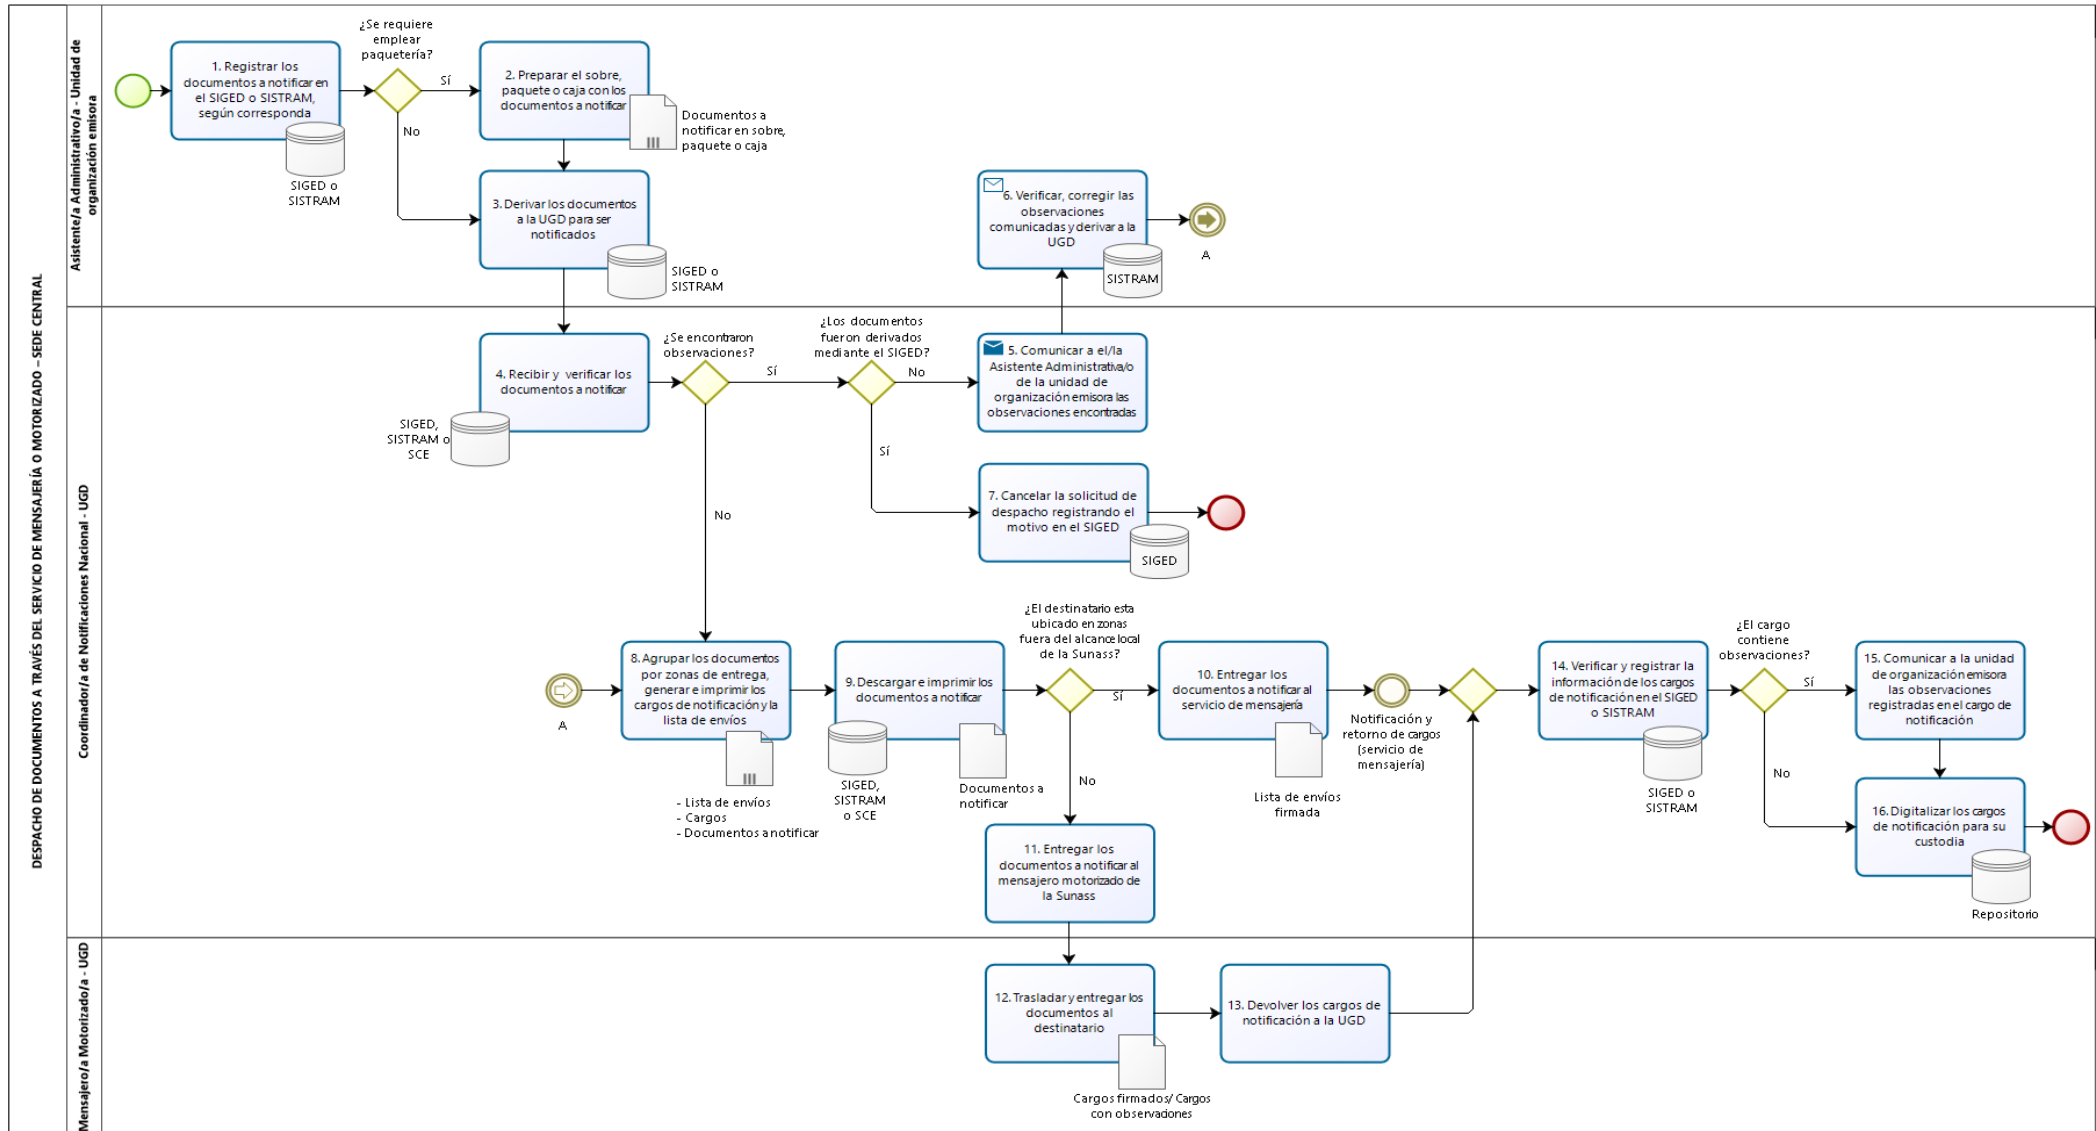 DESPACHO DE DOCUMENTOS A TRAVÉS DEL SERVICIO DE MENSAJERÍA O MOTORIZADO – SEDE CENTRAL
Asistente/a Administrativo/a - Unidad de
organización emisora
¿Se requiere
emplear
paquetería?
1. Registrar los
documentos a notificar en
el SIGED o SISTRAM,
según corresponda
SIGED o
SISTRAM
Sí
No
2. Preparar el sobre,
paquete o caja con los
documentos a notificar
Documentos a
notificar en sobre,
paquete o caja
3. Derivar los documentos
a la UGD para ser
notificados
SIGED o
SISTRAM
6. Verificar, corregir las
observaciones
comunicadas y derivar a la
UGD
SISTRAM
A
Coordinador/a de Notificaciones Nacional - UGD
4. Recibir y verificar los
documentos a notificar
SIGED,
SISTRAM o
SCE
¿Se encontraron
observaciones?
Sí
No
¿Los documentos
fueron derivados
mediante el SIGED?
No
Sí
5. Comunicar a el/la
Asistente Administrativa/o
de la unidad de
organización emisora las
observaciones encontradas
7. Cancelar la solicitud de
despacho registrando el
motivo en el SIGED
SIGED
A
8. Agrupar los documentos
por zonas de entrega,
generar e imprimir los
cargos de notificación y la
lista de envíos
- Lista de envíos
- Cargos
- Documentos a notificar
9. Descargar e imprimir los
documentos a notificar
SIGED,
SISTRAM
o SCE
Documentos a
notificar
¿El destinatario esta
ubicado en zonas
fuera del alcance local
de la Sunass?
Sí
No
10. Entregar los
documentos a notificar al
servicio de mensajería
Lista de envíos
firmada
Notificación y
retorno de cargos
(servicio de
mensajería)
11. Entregar los
documentos a notificar al
mensajero motorizado de
la Sunass
14. Verificar y registrar la
información de los cargos
de notificación en el SIGED
o SISTRAM
SIGED o
SISTRAM
¿El cargo
contiene
observaciones?
Sí
No
15. Comunicar a la unidad
de organización emisora
las observaciones
registradas en el cargo de
notificación
16. Digitalizar los cargos
de notificación para su
custodia
Repositorio
Mensajero/a Motorizado/a - UGD
12. Trasladar y entregar los
documentos al
destinatario
Cargos firmados/ Cargos
con observaciones
13. Devolver los cargos de
notificación a la UGD